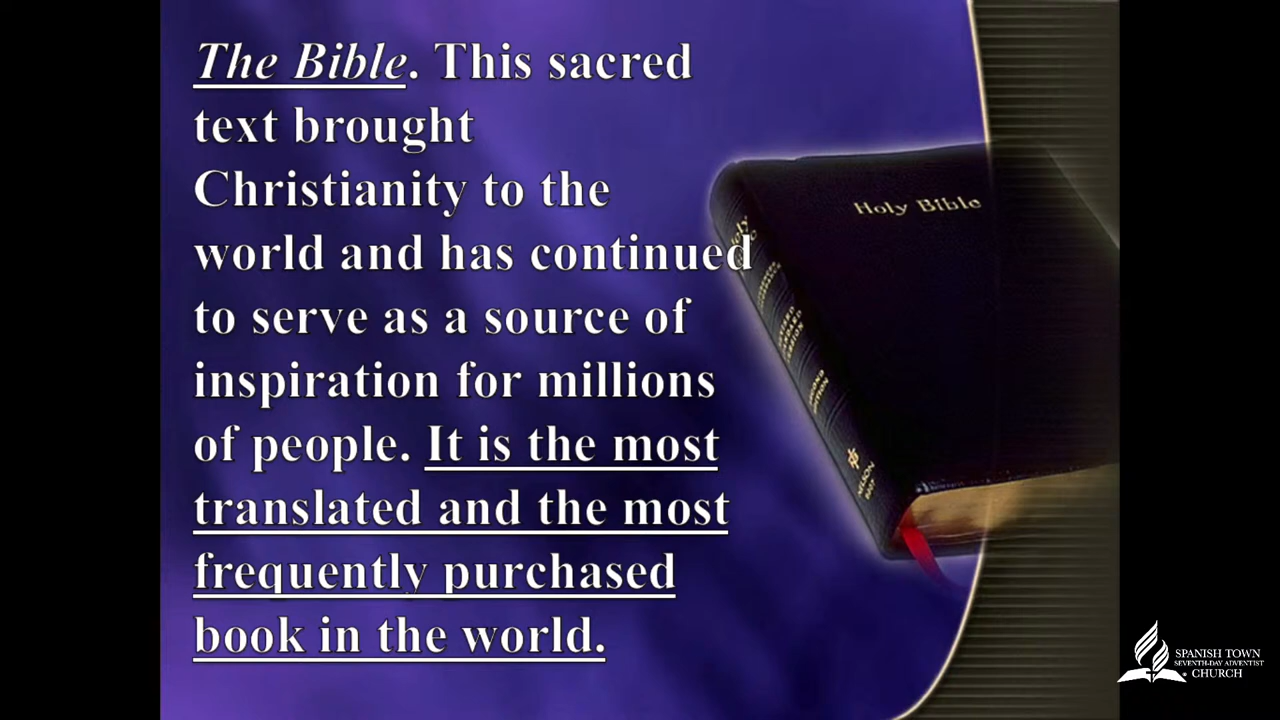 The Bible. This sacred
text brought
Christianity to the
world and has continued
to serve as a source of
inspiration for millions
of people. It is the most
translated and the most
frequently purchased
book in the world.
Holy Bible
SPANISH TOWN
SEVENTH-DAY ADVENTIST
CHURCH